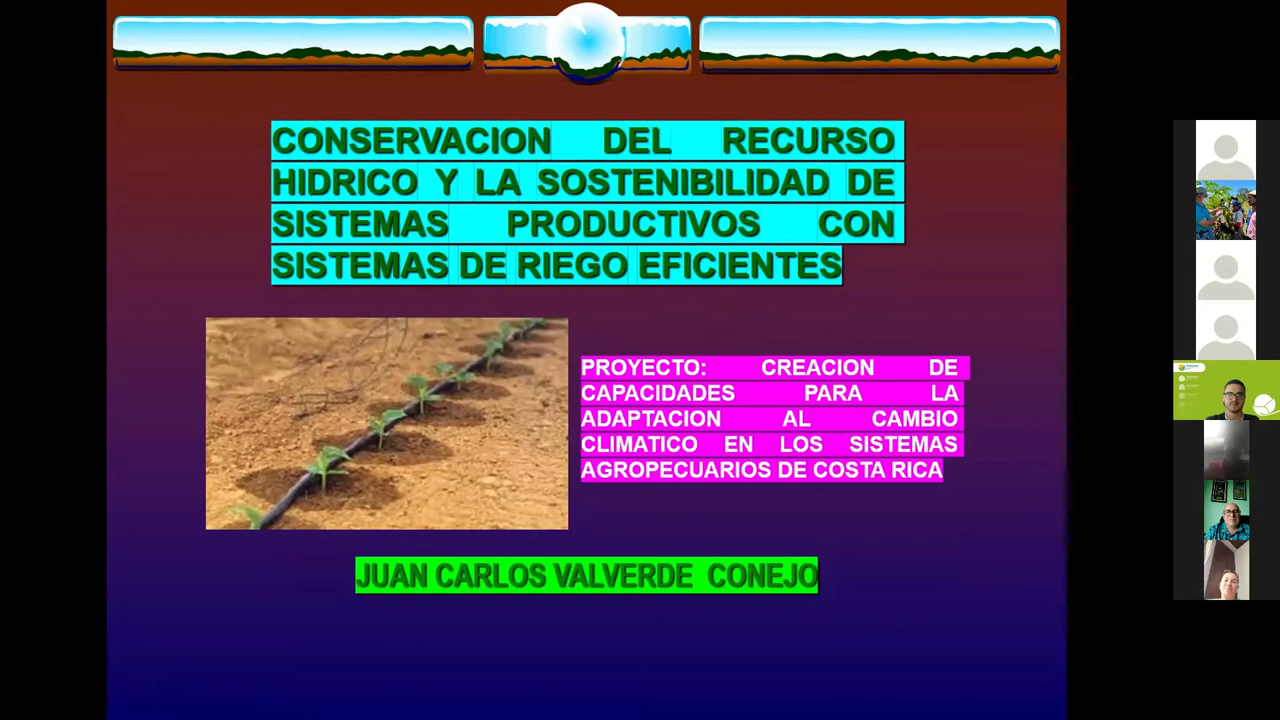 CONSERVACION DEL RECURSO
HIDRICO Y LA SOSTENIBILIDAD DE
SISTEMAS PRODUCTIVOS CON
SISTEMAS DE RIEGO EFICIENTES
PROYECTO: CREACION DE
CAPACIDADES PARA LA
ADAPTACION AL CAMBIO
CLIMATICO EN LOS SISTEMAS
AGROPECUARIOS DE COSTA RICA
JUAN CARLOS VALVERDE CONEJO